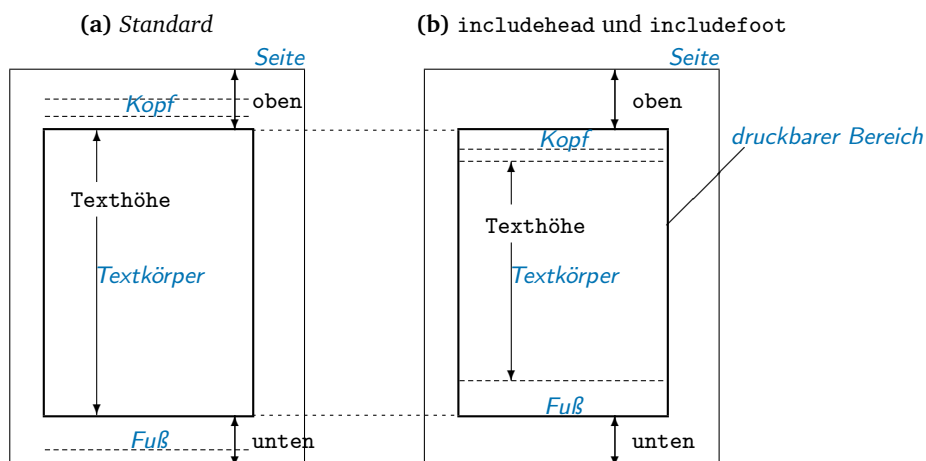 (a) Standard
(b) includehead und includefoot
Seite
Seite
Kopf
oben
oben
Kopf
druckbarer Bereich
Texthöhe
Texthöhe
Textkörper
Textkörper
Fuß
Fuß
unten
unten